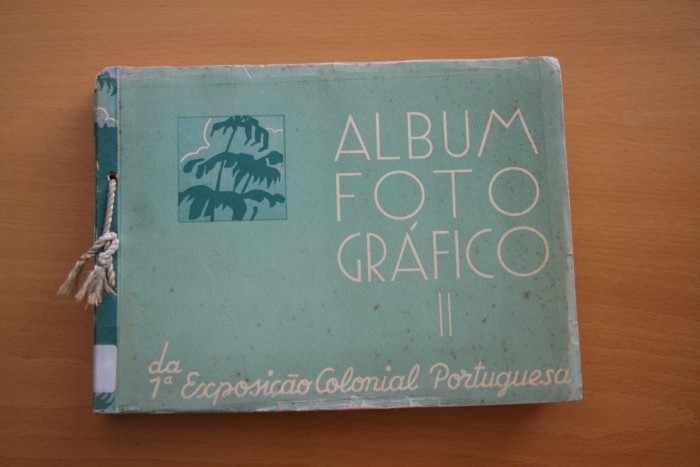 ALBUM
FOTO
GRÁFICO
II
da
1ª Exposição Colonial Portuguesa